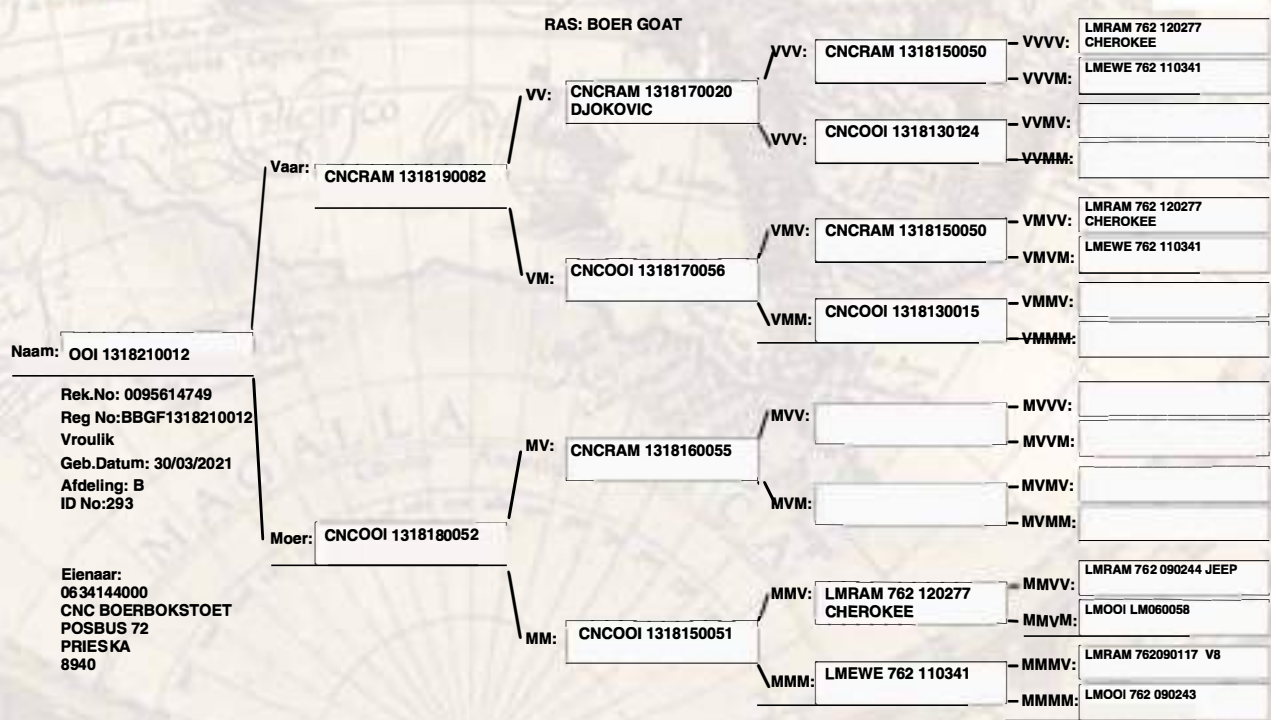 RAS: BOER GOAT
Naam: OOI 1318210012
Rek.No: 0095614749
Reg No:BBGF1318210012
Vroulik
Geb.Datum: 30/03/2021
Afdeling: B
ID No:293
Eienaar:
0634144000
CNC BOERBOKSTOET
POSBUS 72
PRIESKA
8940
Vaar: CNCRAM 1318190082
Moer: CNCOOI 1318180052
VV: CNCRAM 1318170020
DJOKOVIC
VM: CNCOOI 1318170056
MV: CNCRAM 1318160055
MM: CNCOOI 1318150051
VVV: CNCRAM 1318150050
VVV: CNCOOI 1318130124
VMV: CNCRAM 1318150050
VMM: CNCOOI 1318130015
MVV:
MVM:
MMV: LMRAM 762 120277
CHEROKEE
MMM: LMEWE 762 110341
VVVV: LMRAM 762 120277
CHEROKEE
VVVM: LMEWE 762 110341
VVMV:
VVMM:
VMVV: LMRAM 762 120277
CHEROKEE
VMVM: LMEWE 762 110341
VMMV:
VMMM:
MVVV:
MVVM:
MVMV:
MVMM:
MMVV: LMRAM 762 090244 JEEP
MMVM: LMOOI LM060058
MMMV: LMRAM 762090117 V8
MMMM: LMOOI 762 090243